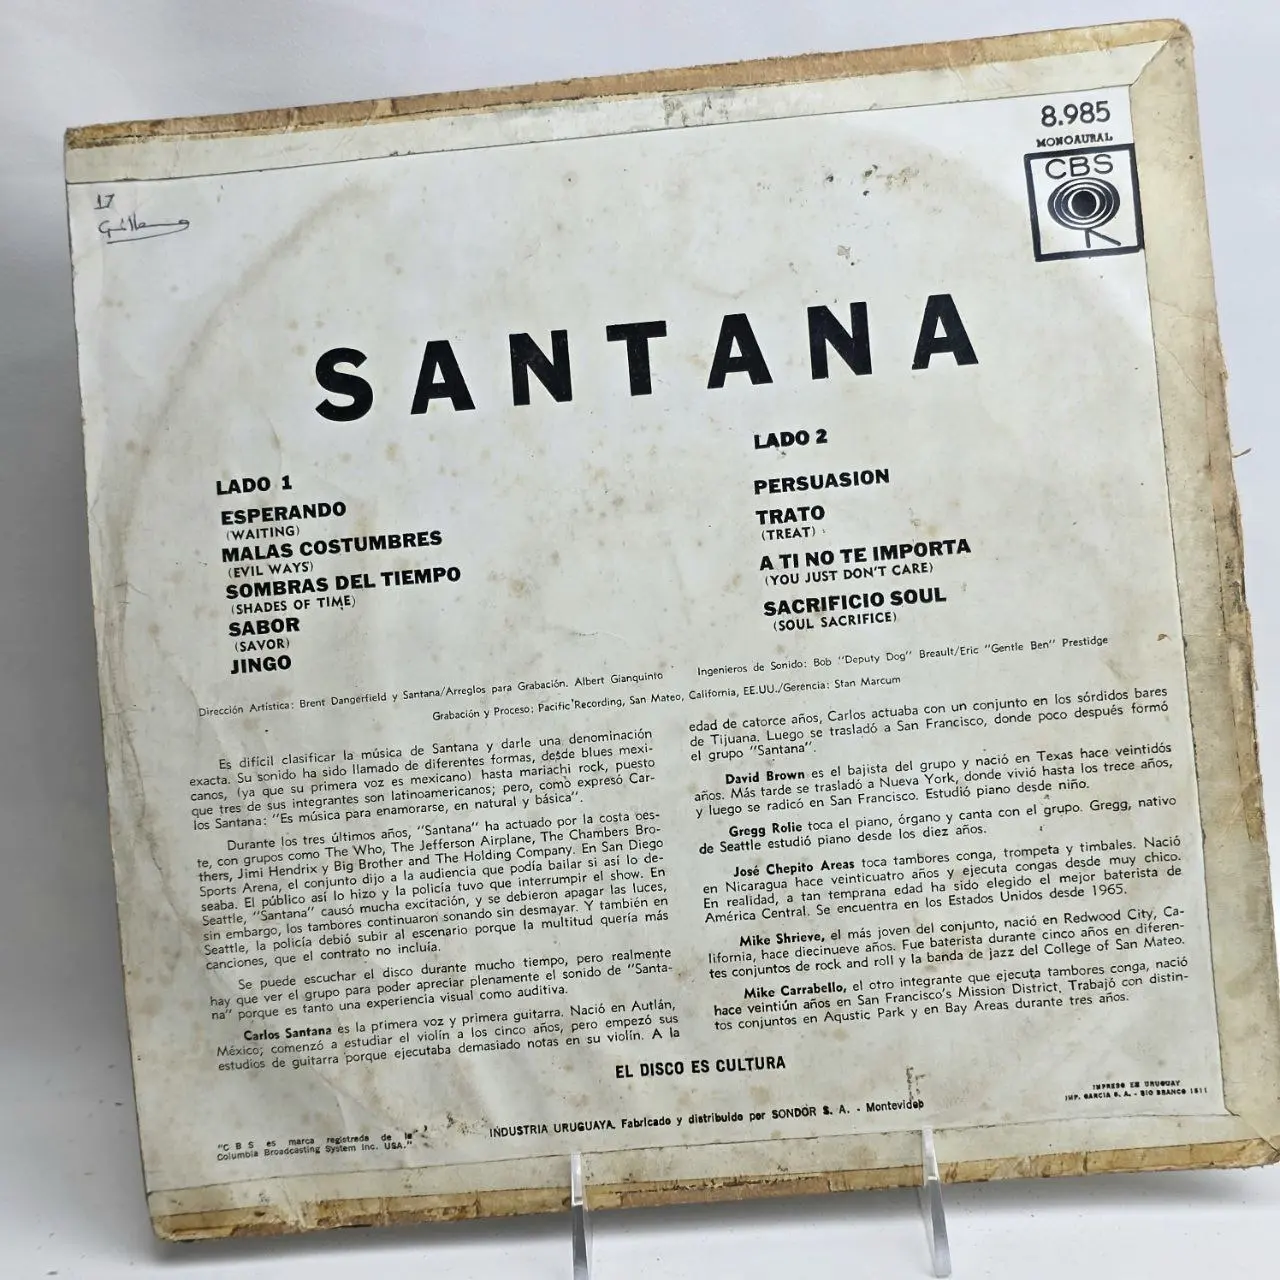 8.985
MONOAURAL
CBS
17
SANTANA
LADO 1
ESPERANDO
(WAITING)
MALAS COSTUMBRES
(EVIL WAYS)
SOMBRAS DEL TIEMPO
(SHADES OF TIME)
SABOR
(SAVOR)
JINGO
LADO 2
PERSUASION
TRATO
(TREAT)
A TI NO TE IMPORTA
(YOU JUST DON'T CARE)
SACRIFICIO SOUL
(SOUL SACRIFICE)
Dirección Artística: Brent Dangerfield y Santana/Arreglos para Grabación. Albert Gianquinto Ingenieros de Sonido: Bob "Deputy Dog" Breault/Eric "Gentle Ben" Prestidge
Grabación y Proceso; Pacific Recording, San Mateo, California, EE.UU./Gerencia: Stan Marcum
Es difícil clasificar la música de Santana y darle una denominación
exacta. Su sonido ha sido llamado de diferentes formas, desde blues mexi-
canos, (ya que su primera voz es mexicano) hasta mariachi rock, puesto
que tres de sus integrantes son latinoamericanos; pero, como expresó Car-
los Santana: "Es música para enamorarse, en natural y básica".
Durante los tres últimos años, "Santana" ha actuado por la costa oes-
te, con grupos como The Who, The Jefferson Airplane, The Chambers Bro-
thers, Jimi Hendrix y Big Brother and The Holding Company. En San Diego
Sports Arena, el conjunto dijo a la audiencia que podía bailar si así lo de-
seaba. El público así lo hizo y la policía tuvo que interrumpir el show. En
Seattle, "Santana" causó mucha excitación, y se debieron apagar las luces,
sin embargo, los tambores continuaron sonando sin desmayar. Y también en
Seattle, la policía debió subir al escenario porque la multitud quería más
canciones, que el contrato no incluía.
Se puede escuchar el disco durante mucho tiempo, pero realmente
hay que ver el grupo para poder apreciar plenamente el sonido de "Santa-
na" porque es tanto una experiencia visual como auditiva.
Carlos Santana es la primera voz y primera guitarra. Nació en Autlán,
México; comenzó a estudiar el violín a los cinco años, pero empezó sus
estudios de guitarra porque ejecutaba demasiado notas en su violín. A la
edad de catorce años, Carlos actuaba con un conjunto en los sórdidos bares
de Tijuana. Luego se trasladó a San Francisco, donde poco después formó
el grupo "Santana".
David Brown es el bajista del grupo y nació en Texas hace veintidós
años. Más tarde se trasladó a Nueva York, donde vivió hasta los trece años,
y luego se radicó en San Francisco. Estudió piano desde niño.
Gregg Rolie toca el piano, órgano y canta con el grupo. Gregg, nativo
de Seattle estudió piano desde los diez años.
José Chepito Areas toca tambores conga, trompeta y timbales. Nació
en Nicaragua hace veinticuatro años y ejecuta congas desde muy chico.
En realidad, a tan temprana edad ha sido elegido el mejor baterista de
América Central. Se encuentra en los Estados Unidos desde 1965.
Mike Shrieve, el más joven del conjunto, nació en Redwood City, Ca-
lifornia, hace diecinueve años. Fue baterista durante cinco años en diferen-
tes conjuntos de rock and roll y la banda de jazz del College of San Mateo.
Mike Carrabello, el otro integrante que ejecuta tambores conga, nació
hace veintiún años en San Francisco's Mission District. Trabajó con distin-
tos conjuntos en Aqustic Park y en Bay Areas durante tres años.
EL DISCO ES CULTURA
IMPRESO EN URUGUAY
IMP. GARCIA S. A. - RIO BRANCO 1511
INDUSTRIA URUGUAYA. Fabricado y distribuido por SONDOR S. A. - Montevideo
"C B S es marca registrada de la
Columbia Broadcasting System Inc. USA."